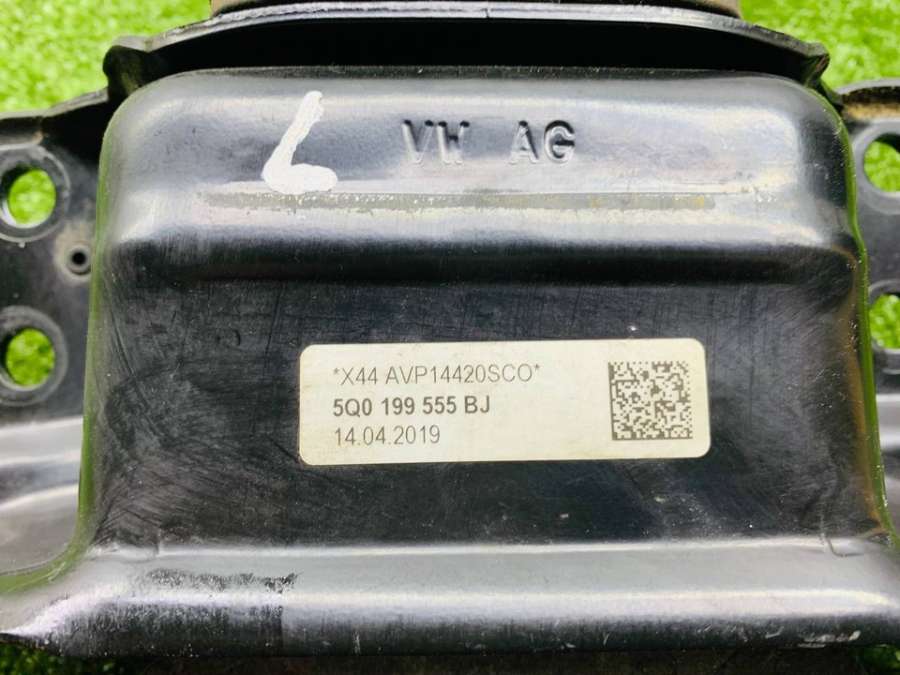 L
VW AG
*X44 AVP14420SCO*
5Q0 199 555 BJ
14.04.2019